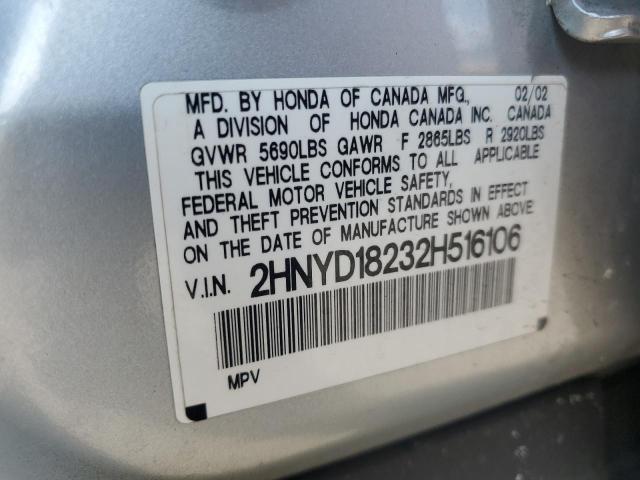 MFD. BY HONDA OF CANADA MFG., 02/02
A DIVISION OF HONDA CANADA INC. CANADA
GVWR 5690LBS GAWR F 2865LBS R 2920LBS
THIS VEHICLE CONFORMS TO ALL APPLICABLE
FEDERAL MOTOR VEHICLE SAFETY,
AND THEFT PREVENTION STANDARDS IN EFFECT
ON THE DATE OF MANUFACTURE SHOWN ABOVE.
V.I.N. 2HNYD18232H516106
MPV